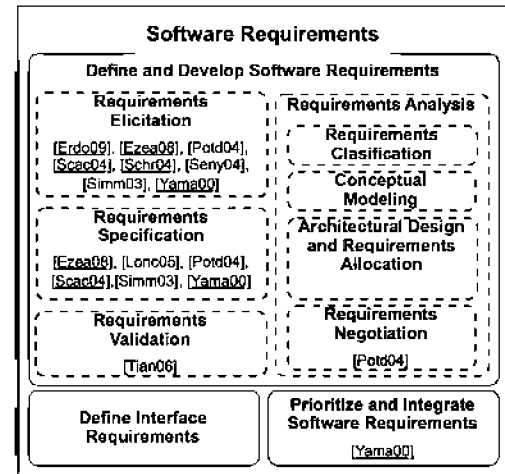 Software Requirements
Define and Develop Software Requirements
Requirements
Elicitation
[Erdo09], [Ezea08], [Potd04],
[Scac04], [Schr04], [Seny04],
[Simm03], [Yama00]
Requirements
Specification
[Ezea08], [Lonc05], [Potd04],
[Scac04],[Simm03], [Yama00]
Requirements
Validation
[Tian06]
Requirements Analysis
Requirements
Clasification
Conceptual
Modeling
Architectural Design
and Requirements
Allocation
Requirements
Negotiation
[Potd04]
Define Interface
Requirements
Prioritize and Integrate
Software Requirements
[Yama00]